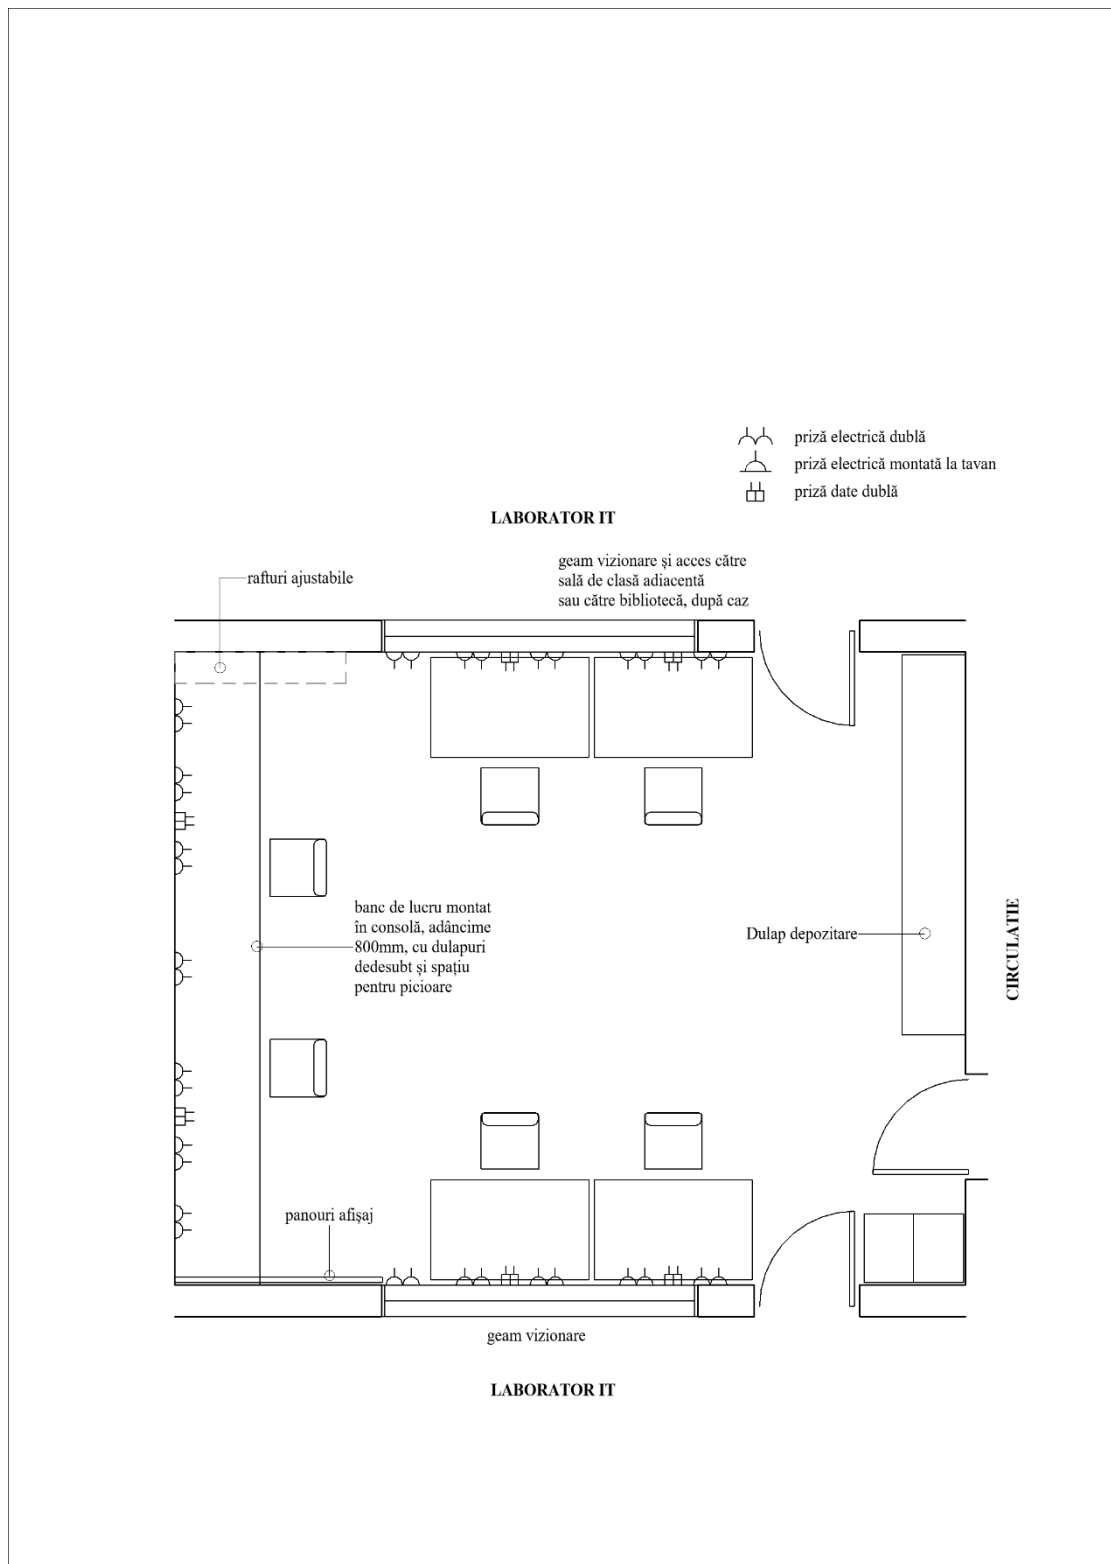 priză electrică dublă
priză electrică montată la tavan
priză date dublă
LABORATOR IT
geam vizionare și acces către
sală de clasă adiacentă
sau către bibliotecă, după caz
rafturi ajustabile
banc de lucru montat
în consolă, adâncime
800mm, cu dulapuri
dedesubt și spațiu
pentru picioare
Dulap depozitare
CIRCULATIE
panouri afișaj
geam vizionare
LABORATOR IT